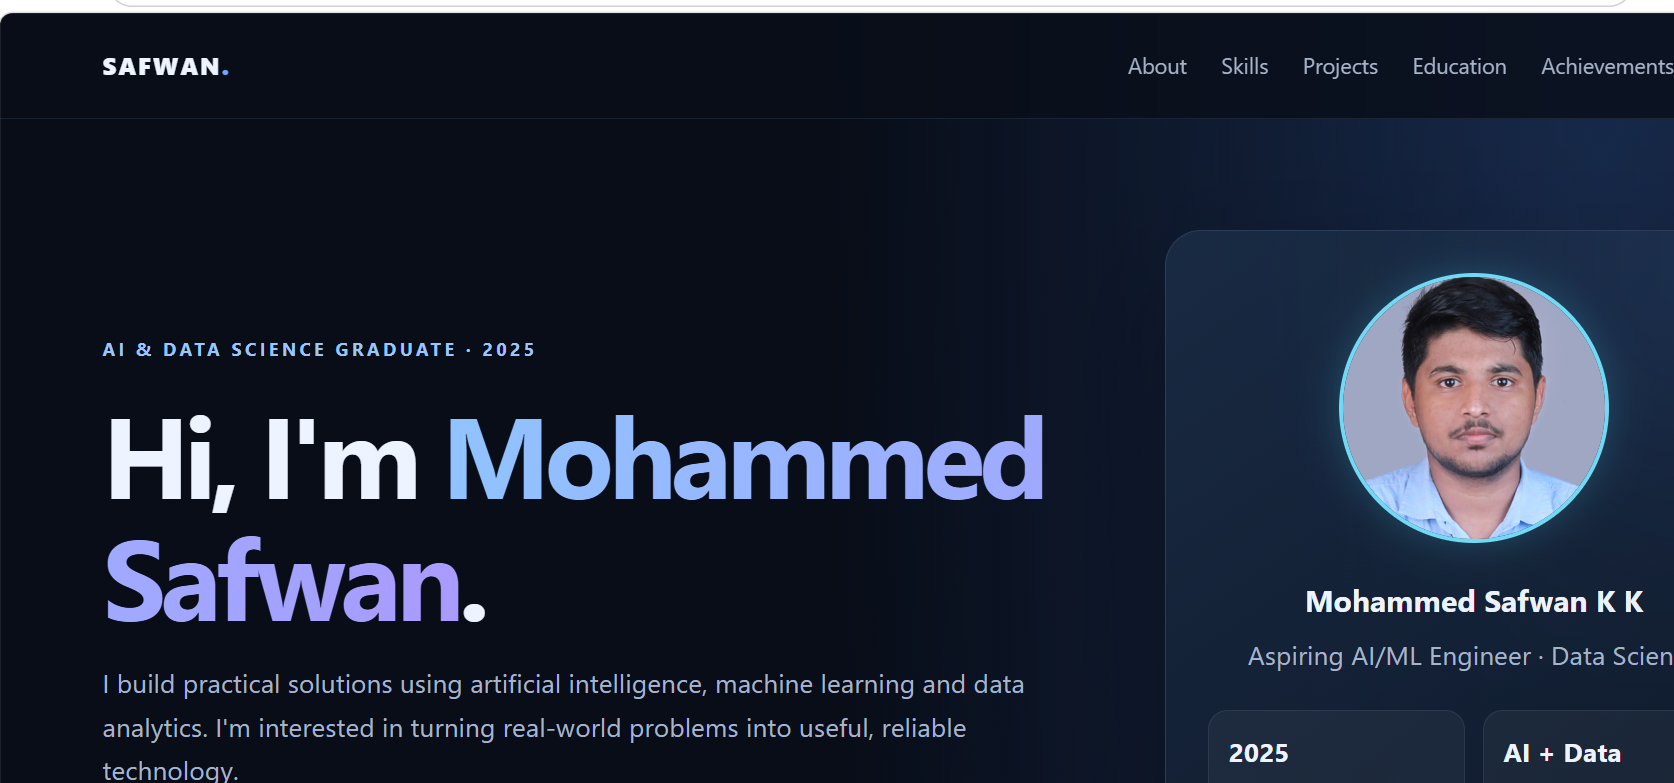 SAFWAN.
About Skills Projects Education Achievements
AI & DATA SCIENCE GRADUATE · 2025
Hi, I'm Mohammed
Safwan.
I build practical solutions using artificial intelligence, machine learning and data
analytics. I'm interested in turning real-world problems into useful, reliable
technology.
Mohammed Safwan K K
Aspiring AI/ML Engineer · Data Scien
2025
AI + Data